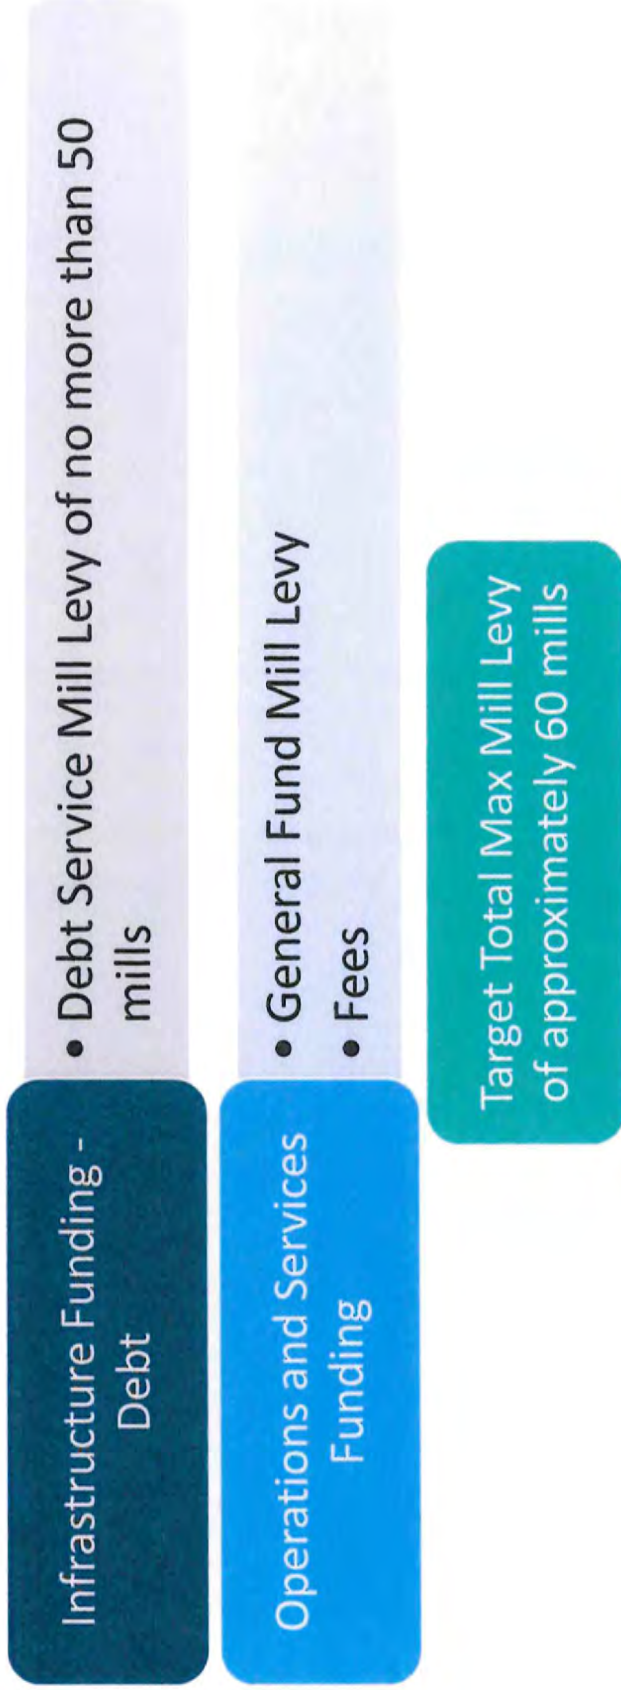 Infrastructure Funding -
Debt
• Debt Service Mill Levy of no more than 50
mills
Operations and Services
Funding
• General Fund Mill Levy
• Fees
Target Total Max Mill Levy
of approximately 60 mills